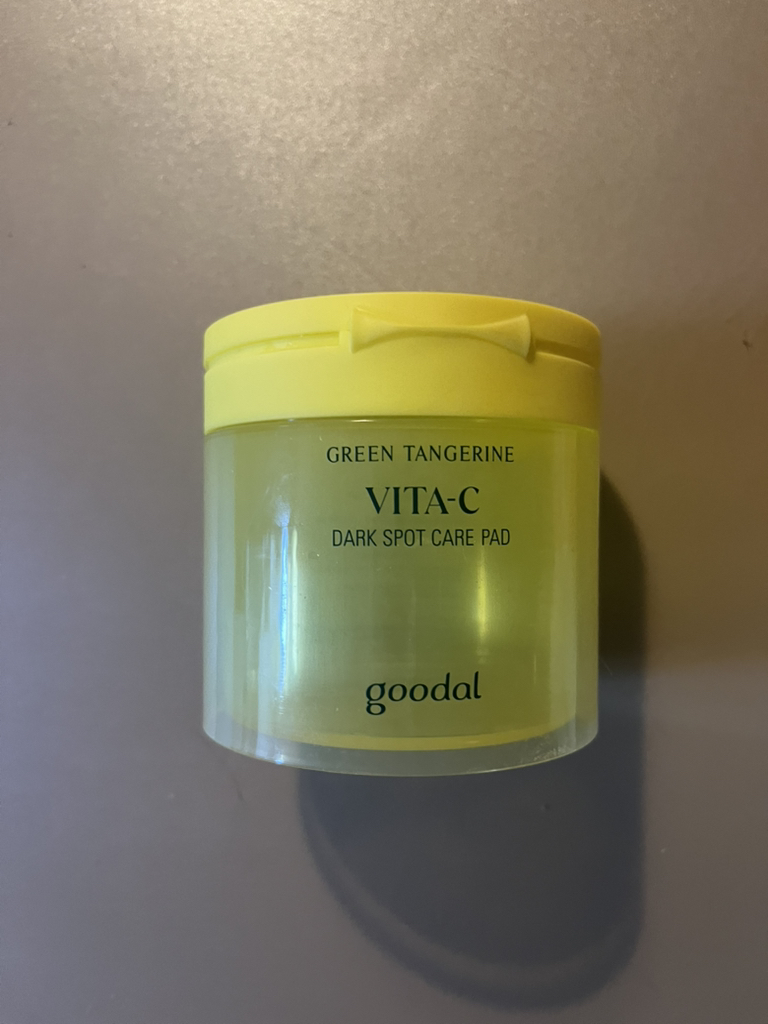 GREEN TANGERINE
VITA-C
DARK SPOT CARE PAD
goodal